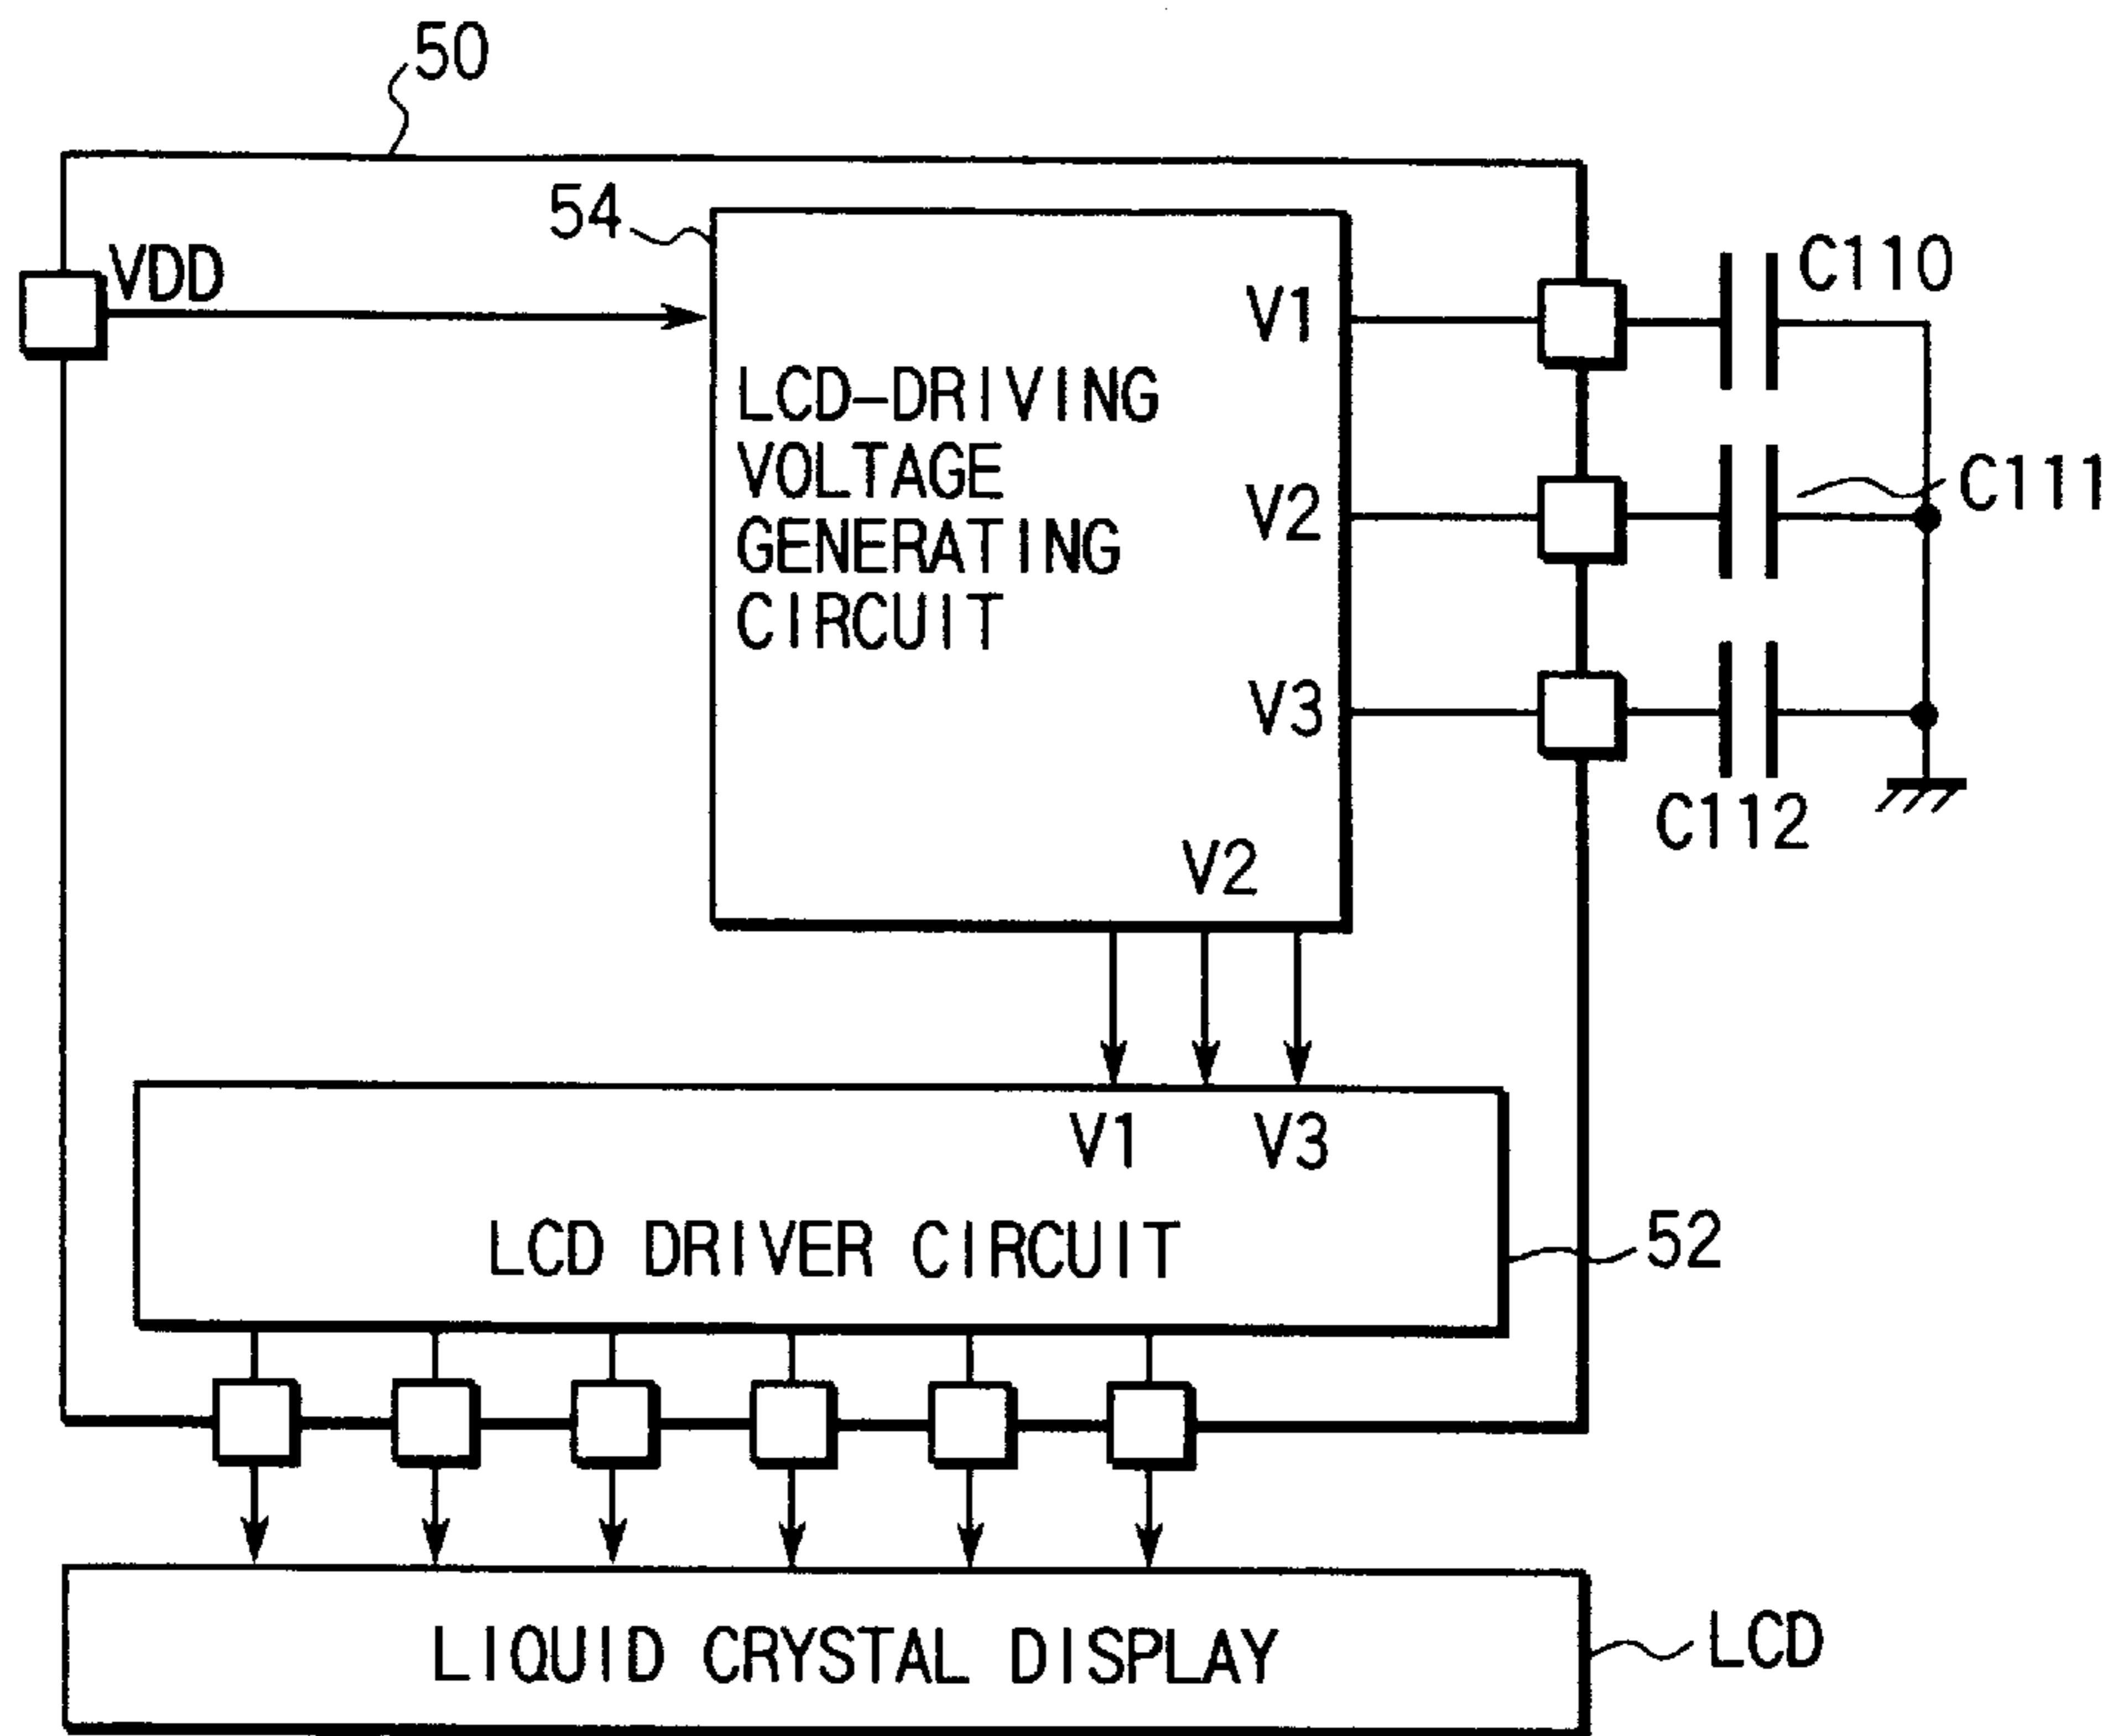 50
54
VDD
C110
V1
LCD-DRIVING
VOLTAGE
GENERATING
CIRCUIT
C111
V2
V3
C112
V2
V1 V3
LCD DRIVER CIRCUIT
52
LIQUID CRYSTAL DISPLAY
LCD